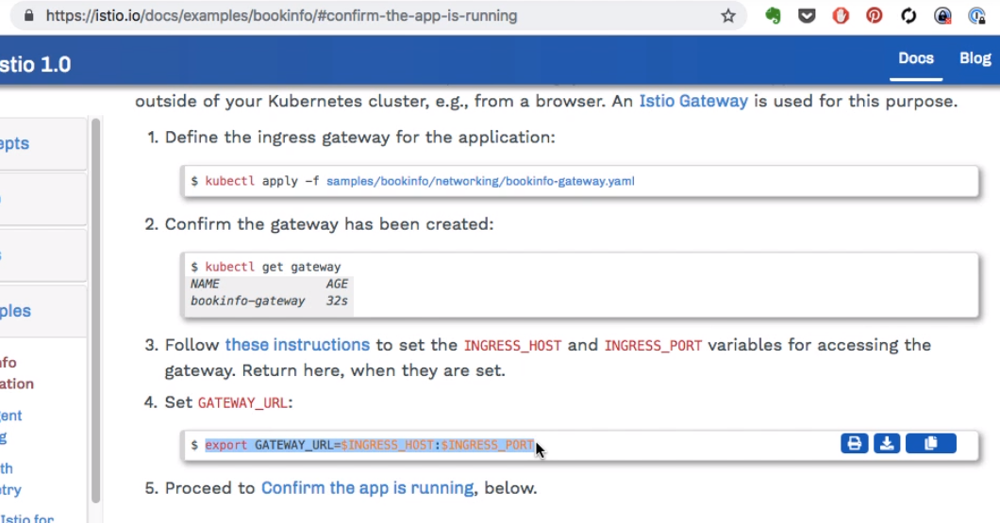 https://istio.io/docs/examples/bookinfo/#confirm-the-app-is-running
stio 1.0
Docs Blog
outside of your Kubernetes cluster, e.g., from a browser. An Istio Gateway is used for this purpose.
epts
1. Define the ingress gateway for the application:
$ kubectl apply -f samples/bookinfo/networking/bookinfo-gateway.yaml
s
2. Confirm the gateway has been created:
$ kubectl get gateway
NAME AGE
bookinfo-gateway 32s
ples
3. Follow these instructions to set the INGRESS_HOST and INGRESS_PORT variables for accessing the
gateway. Return here, when they are set.
nfo
ation
4. Set GATEWAY_URL:
gent
g
$ export GATEWAY_URL=$INGRESS_HOST:$INGRESS_PORT
th
etry
5. Proceed to Confirm the app is running, below.
Istio for